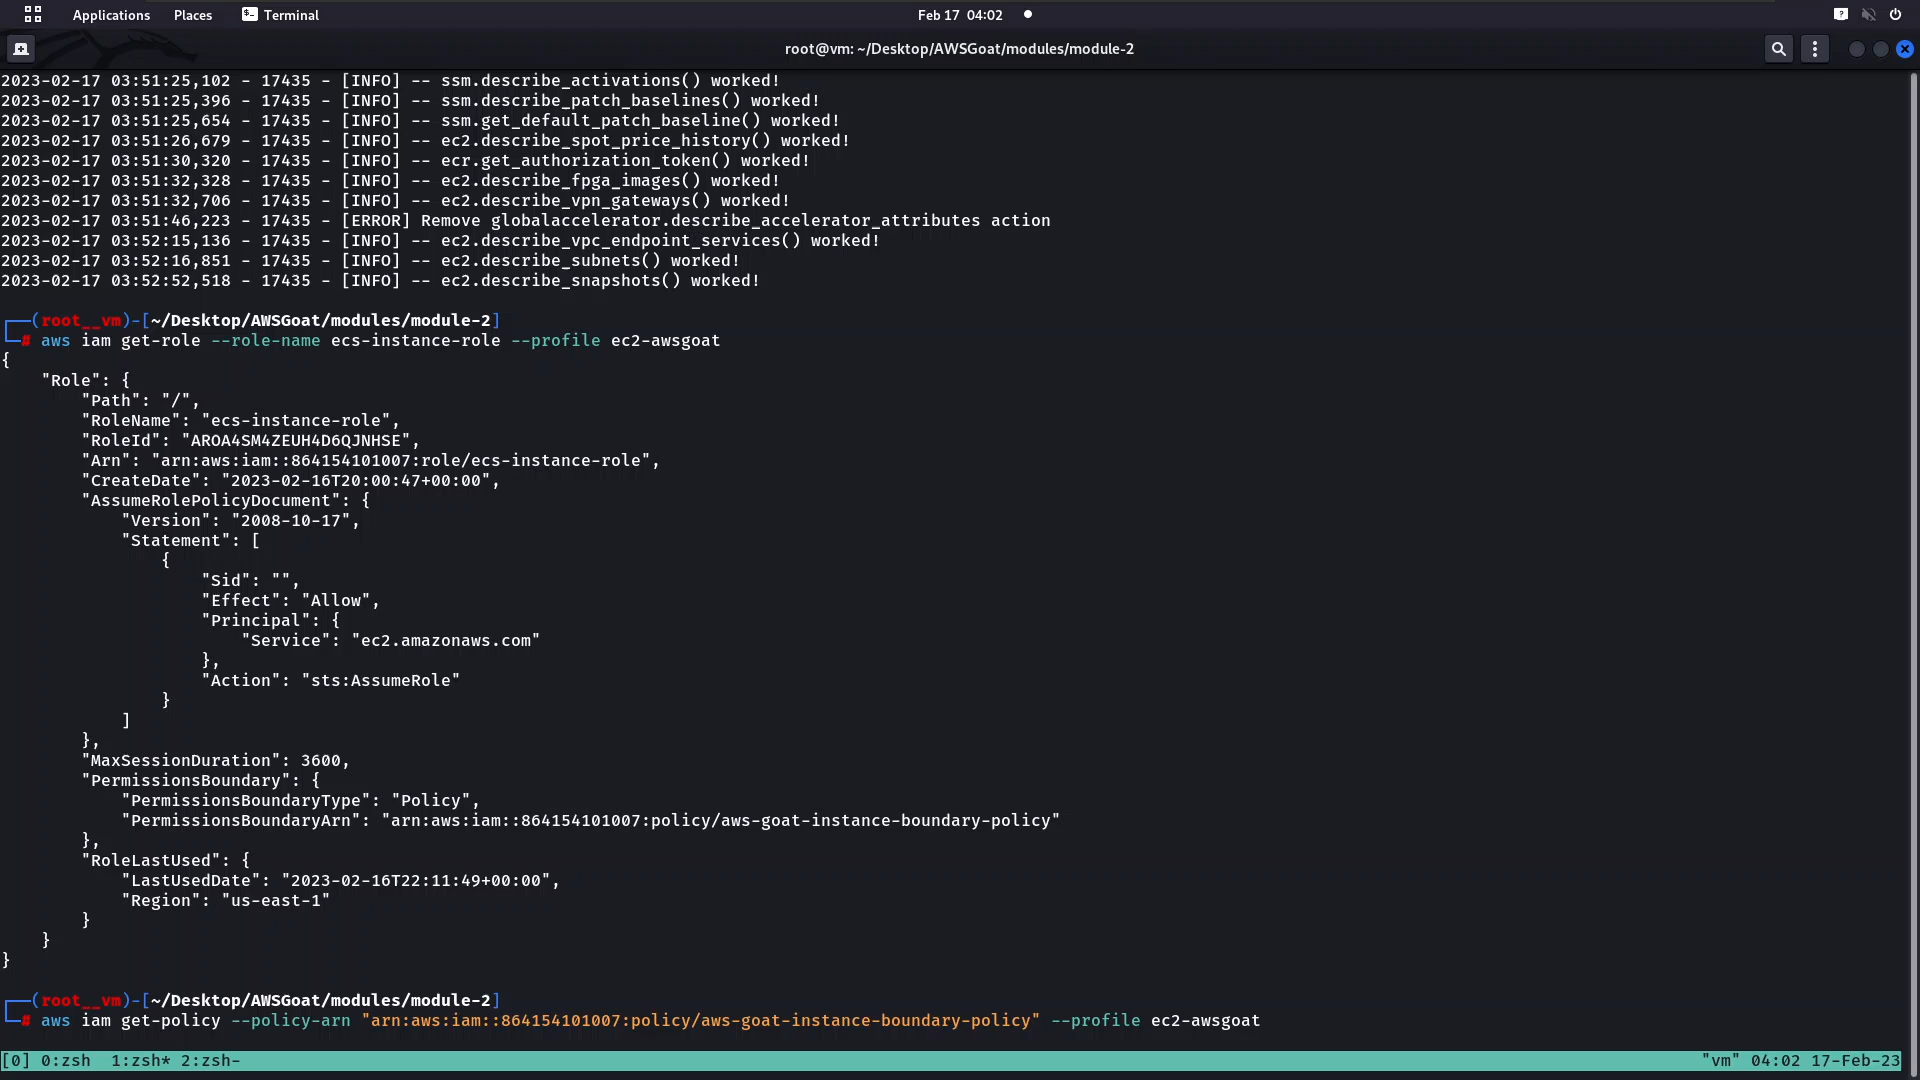 Applications Places Terminal Feb 17 04:02
root@vm: ~/Desktop/AWSGoat/modules/module-2
2023-02-17 03:51:25,102 - 17435 - [INFO] -- ssm.describe_activations() worked!
2023-02-17 03:51:25,396 - 17435 - [INFO] -- ssm.describe_patch_baselines() worked!
2023-02-17 03:51:25,654 - 17435 - [INFO] -- ssm.get_default_patch_baseline() worked!
2023-02-17 03:51:26,679 - 17435 - [INFO] -- ec2.describe_spot_price_history() worked!
2023-02-17 03:51:30,320 - 17435 - [INFO] -- ecr.get_authorization_token() worked!
2023-02-17 03:51:32,328 - 17435 - [INFO] -- ec2.describe_fpga_images() worked!
2023-02-17 03:51:32,706 - 17435 - [INFO] -- ec2.describe_vpn_gateways() worked!
2023-02-17 03:51:46,223 - 17435 - [ERROR] Remove globalaccelerator.describe_accelerator_attributes action
2023-02-17 03:52:15,136 - 17435 - [INFO] -- ec2.describe_vpc_endpoint_services() worked!
2023-02-17 03:52:16,851 - 17435 - [INFO] -- ec2.describe_subnets() worked!
2023-02-17 03:52:52,518 - 17435 - [INFO] -- ec2.describe_snapshots() worked!
┌──(root__vm)-[~/Desktop/AWSGoat/modules/module-2]
└─# aws iam get-role --role-name ecs-instance-role --profile ec2-awsgoat
{
    "Role": {
        "Path": "/",
        "RoleName": "ecs-instance-role",
        "RoleId": "AROA4SM4ZEUH4D6QJNHSE",
        "Arn": "arn:aws:iam::864154101007:role/ecs-instance-role",
        "CreateDate": "2023-02-16T20:00:47+00:00",
        "AssumeRolePolicyDocument": {
            "Version": "2008-10-17",
            "Statement": [
                {
                    "Sid": "",
                    "Effect": "Allow",
                    "Principal": {
                        "Service": "ec2.amazonaws.com"
                    },
                    "Action": "sts:AssumeRole"
                }
            ]
        },
        "MaxSessionDuration": 3600,
        "PermissionsBoundary": {
            "PermissionsBoundaryType": "Policy",
            "PermissionsBoundaryArn": "arn:aws:iam::864154101007:policy/aws-goat-instance-boundary-policy"
        },
        "RoleLastUsed": {
            "LastUsedDate": "2023-02-16T22:11:49+00:00",
            "Region": "us-east-1"
        }
    }
}
┌──(root__vm)-[~/Desktop/AWSGoat/modules/module-2]
└─# aws iam get-policy --policy-arn "arn:aws:iam::864154101007:policy/aws-goat-instance-boundary-policy" --profile ec2-awsgoat
[0] 0:zsh  1:zsh* 2:zsh- "vm" 04:02 17-Feb-23